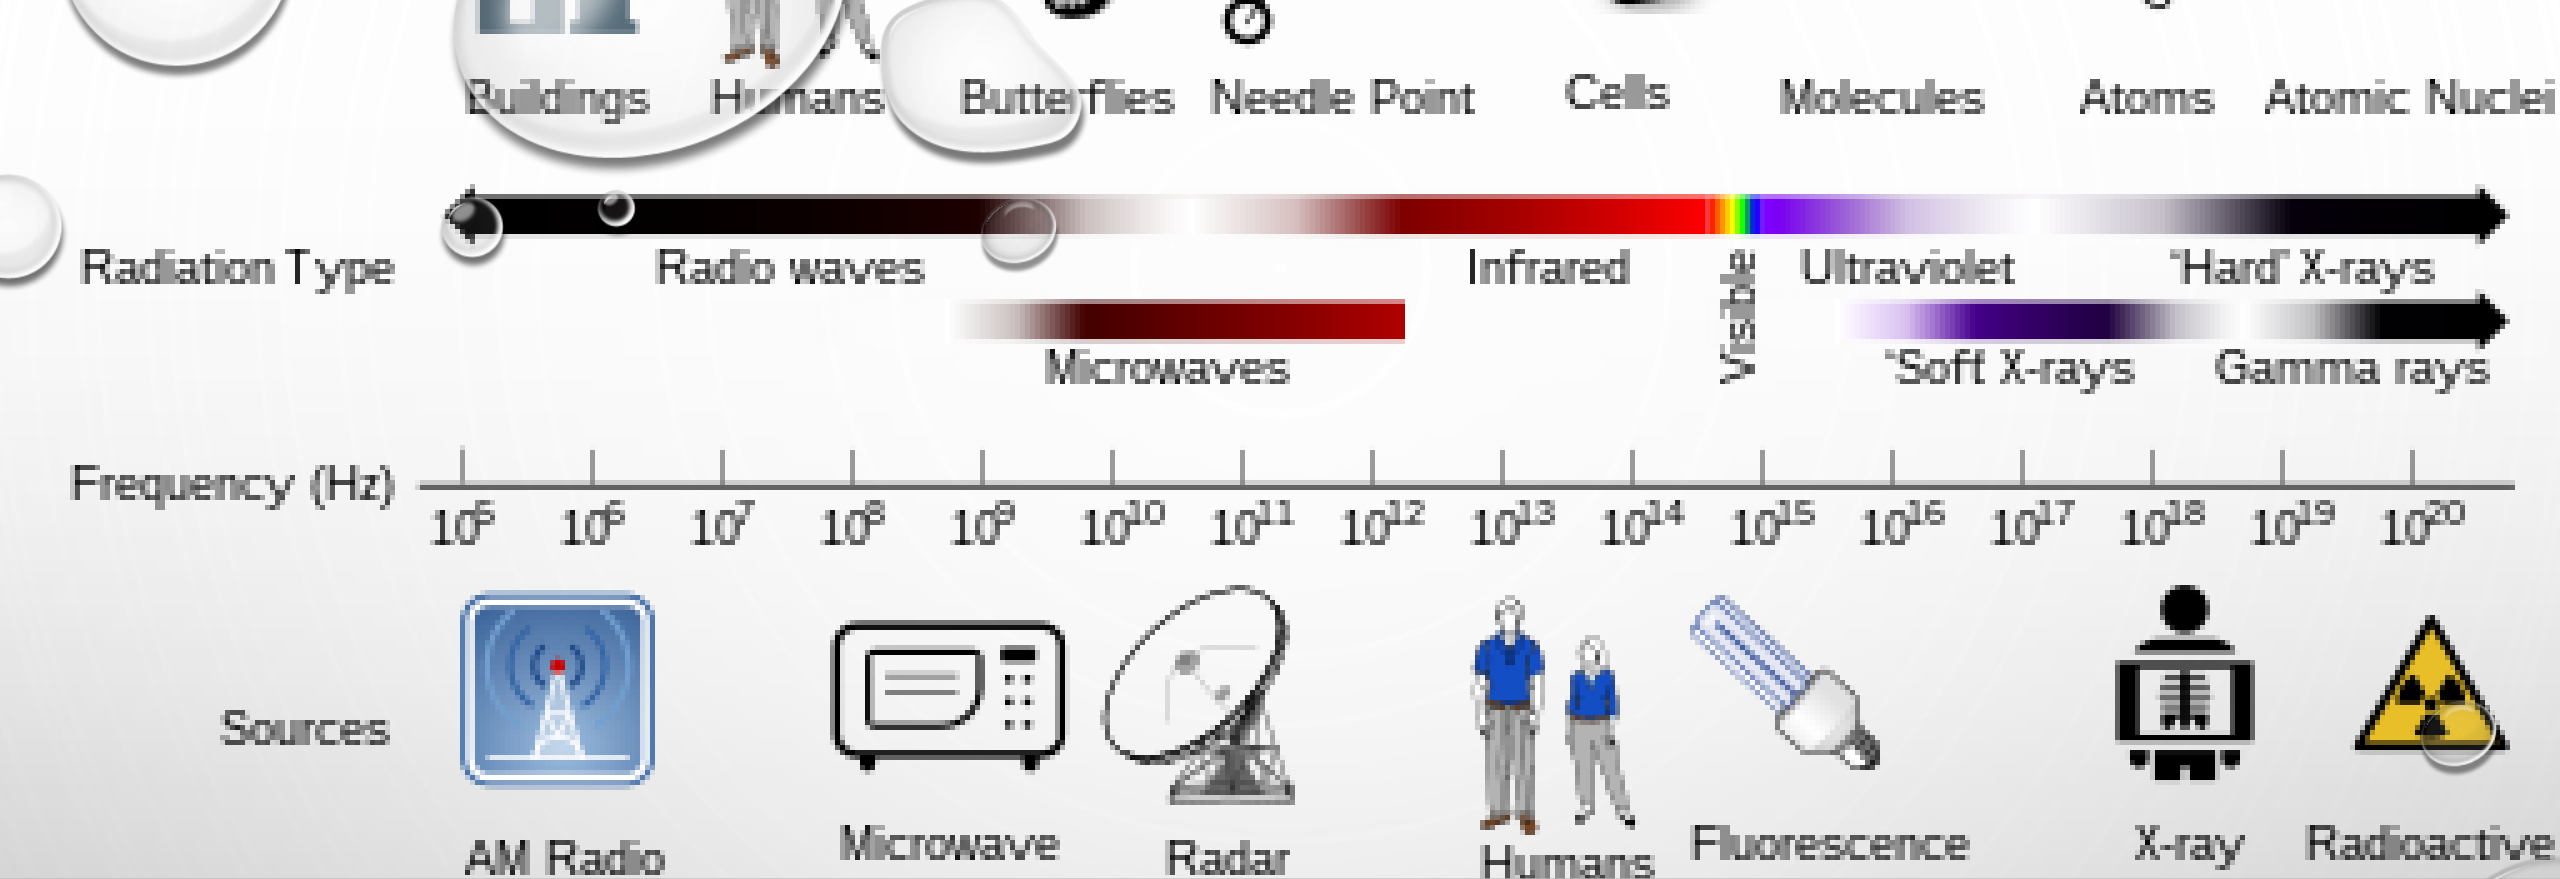 Buildings Humans Butterflies Needle Point Cells Molecules Atoms Atomic Nuclei
Radiation Type Radio waves Infrared Visible Ultraviolet "Hard" X-rays
Microwaves "Soft" X-rays Gamma rays
Frequency (Hz) 10⁵ 10⁶ 10⁷ 10⁸ 10⁹ 10¹⁰ 10¹¹ 10¹² 10¹³ 10¹⁴ 10¹⁵ 10¹⁶ 10¹⁷ 10¹⁸ 10¹⁹ 10²⁰
Sources
AM Radio Microwave Radar Humans Fluorescence X-ray Radioactive